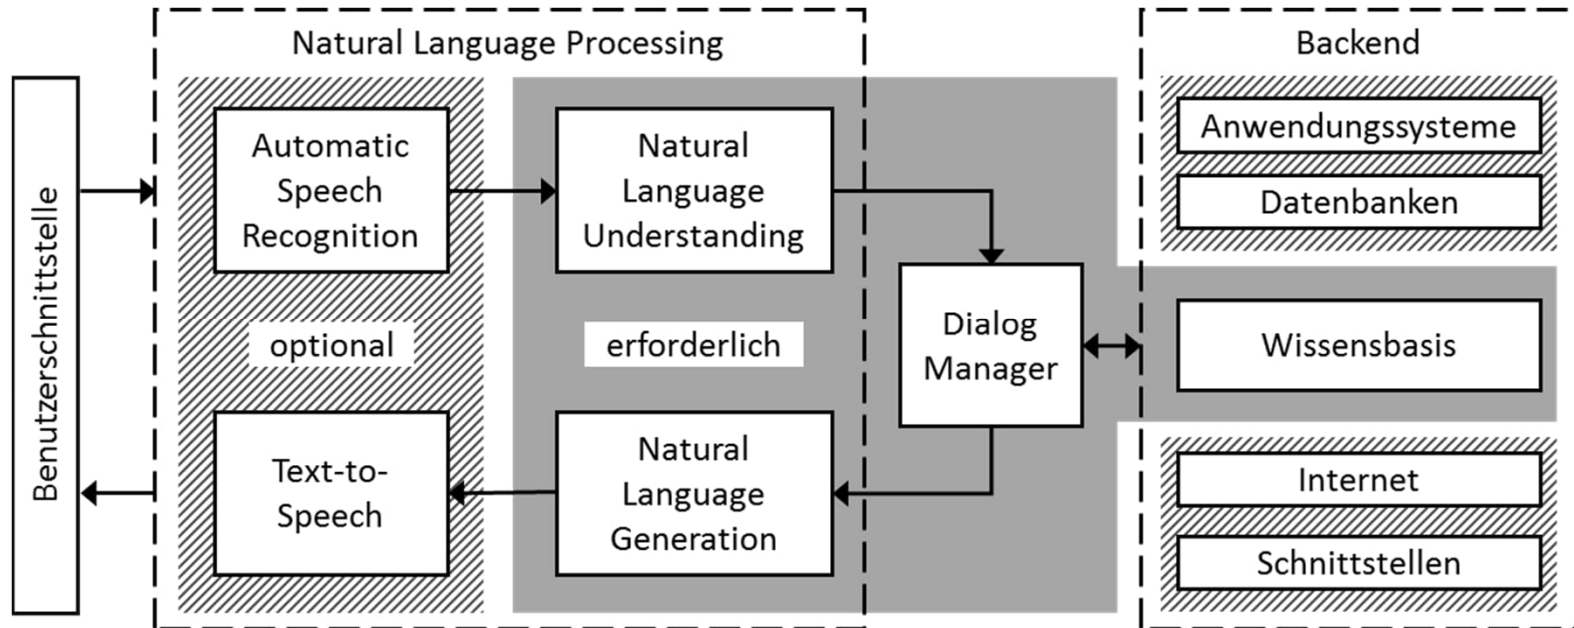 Natural Language Processing
Backend
Benutzerschnittstelle
Automatic
Speech
Recognition
Natural
Language
Understanding
optional
erforderlich
Text-to-
Speech
Natural
Language
Generation
Dialog
Manager
Anwendungssysteme
Datenbanken
Wissensbasis
Internet
Schnittstellen